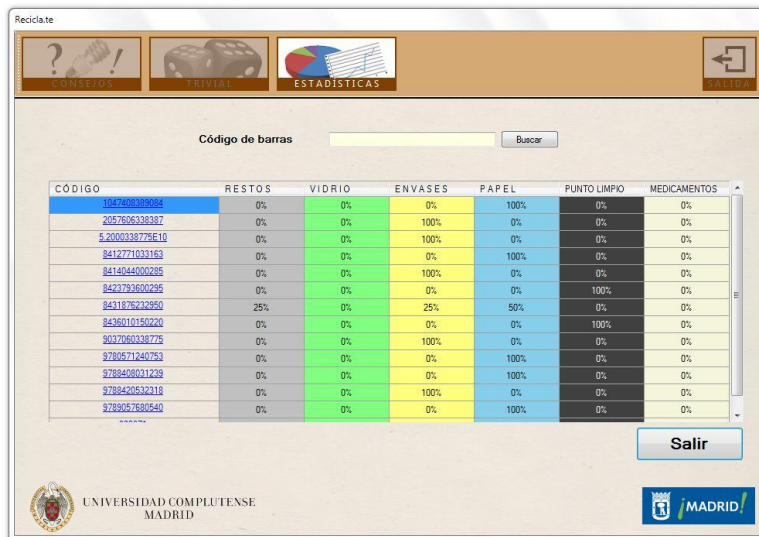 Recicla.te
CONSEJOS TRIVIAL ESTADÍSTICAS SALIDA
Código de barras Buscar
CÓDIGO RESTOS VIDRIO ENVASES PAPEL PUNTO LIMPIO MEDICAMENTOS
1047408389084 0% 0% 0% 100% 0% 0%
2057606338387 0% 0% 100% 0% 0% 0%
5.2000338775E10 0% 0% 100% 0% 0% 0%
8412771033163 0% 0% 0% 100% 0% 0%
8414044000285 0% 0% 100% 0% 0% 0%
8423793600295 0% 0% 0% 0% 100% 0%
8431876232950 25% 0% 25% 50% 0% 0%
8436010150220 0% 0% 0% 0% 100% 0%
9037060338775 0% 0% 100% 0% 0% 0%
9780571240753 0% 0% 0% 100% 0% 0%
9788408031239 0% 0% 0% 100% 0% 0%
9788420532318 0% 0% 100% 0% 0% 0%
9789057680540 0% 0% 0% 100% 0% 0%
Salir
UNIVERSIDAD COMPLUTENSE
MADRID
¡MADRID!